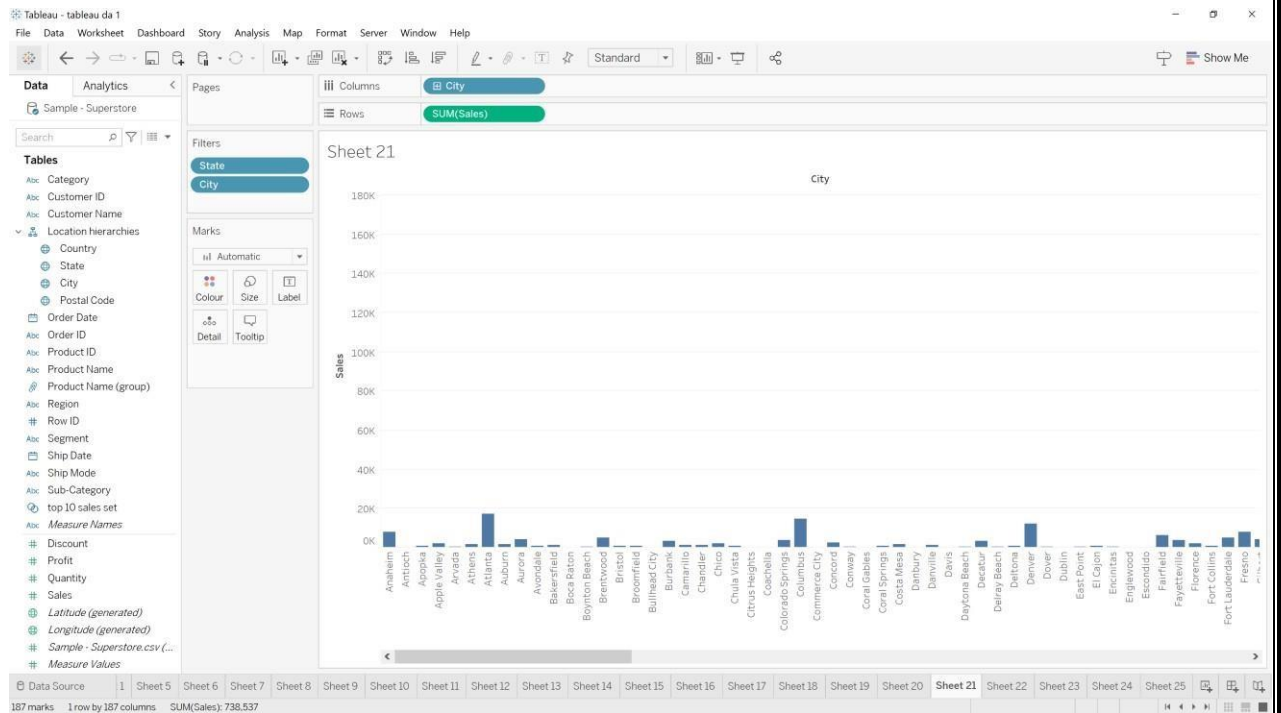 Tableau - tableau da 1
File Data Worksheet Dashboard Story Analysis Map Format Server Window Help
Standard
Show Me
Data Analytics
Sample - Superstore
Search
Tables
Abc Category
Abc Customer ID
Abc Customer Name
Location hierarchies
Country
State
City
Postal Code
Order Date
Abc Order ID
Abc Product ID
Abc Product Name
Product Name (group)
Abc Region
# Row ID
Abc Segment
Ship Date
Abc Ship Mode
Abc Sub-Category
top 10 sales set
Abc Measure Names
# Discount
# Profit
# Quantity
# Sales
Latitude (generated)
Longitude (generated)
# Sample - Superstore.csv (...
# Measure Values
Pages
Filters
State
City
Marks
Automatic
Colour Size Label
Detail Tooltip
Columns City
Rows SUM(Sales)
Sheet 21
City
180K
160K
140K
120K
100K
80K
60K
40K
20K
0K
Sales
Anaheim
Antioch
Apopka
Apple Valley
Arvada
Athens
Atlanta
Auburn
Aurora
Avondale
Bakersfield
Boca Raton
Boynton Beach
Brentwood
Bristol
Broomfield
Bullhead City
Burbank
Camarillo
Chandler
Chico
Chula Vista
Citrus Heights
Coachella
Colorado Springs
Columbus
Commerce City
Concord
Conway
Coral Gables
Coral Springs
Costa Mesa
Danbury
Danville
Davis
Daytona Beach
Decatur
Delray Beach
Deltona
Denver
Dover
Dublin
East Point
El Cajon
Encinitas
Englewood
Escondido
Fairfield
Fayetteville
Florence
Fort Collins
Fort Lauderdale
Fresno
Data Source 1 Sheet 5 Sheet 6 Sheet 7 Sheet 8 Sheet 9 Sheet 10 Sheet 11 Sheet 12 Sheet 13 Sheet 14 Sheet 15 Sheet 16 Sheet 17 Sheet 18 Sheet 19 Sheet 20 Sheet 21 Sheet 22 Sheet 23 Sheet 24 Sheet 25
187 marks 1 row by 187 columns SUM(Sales): 738,537